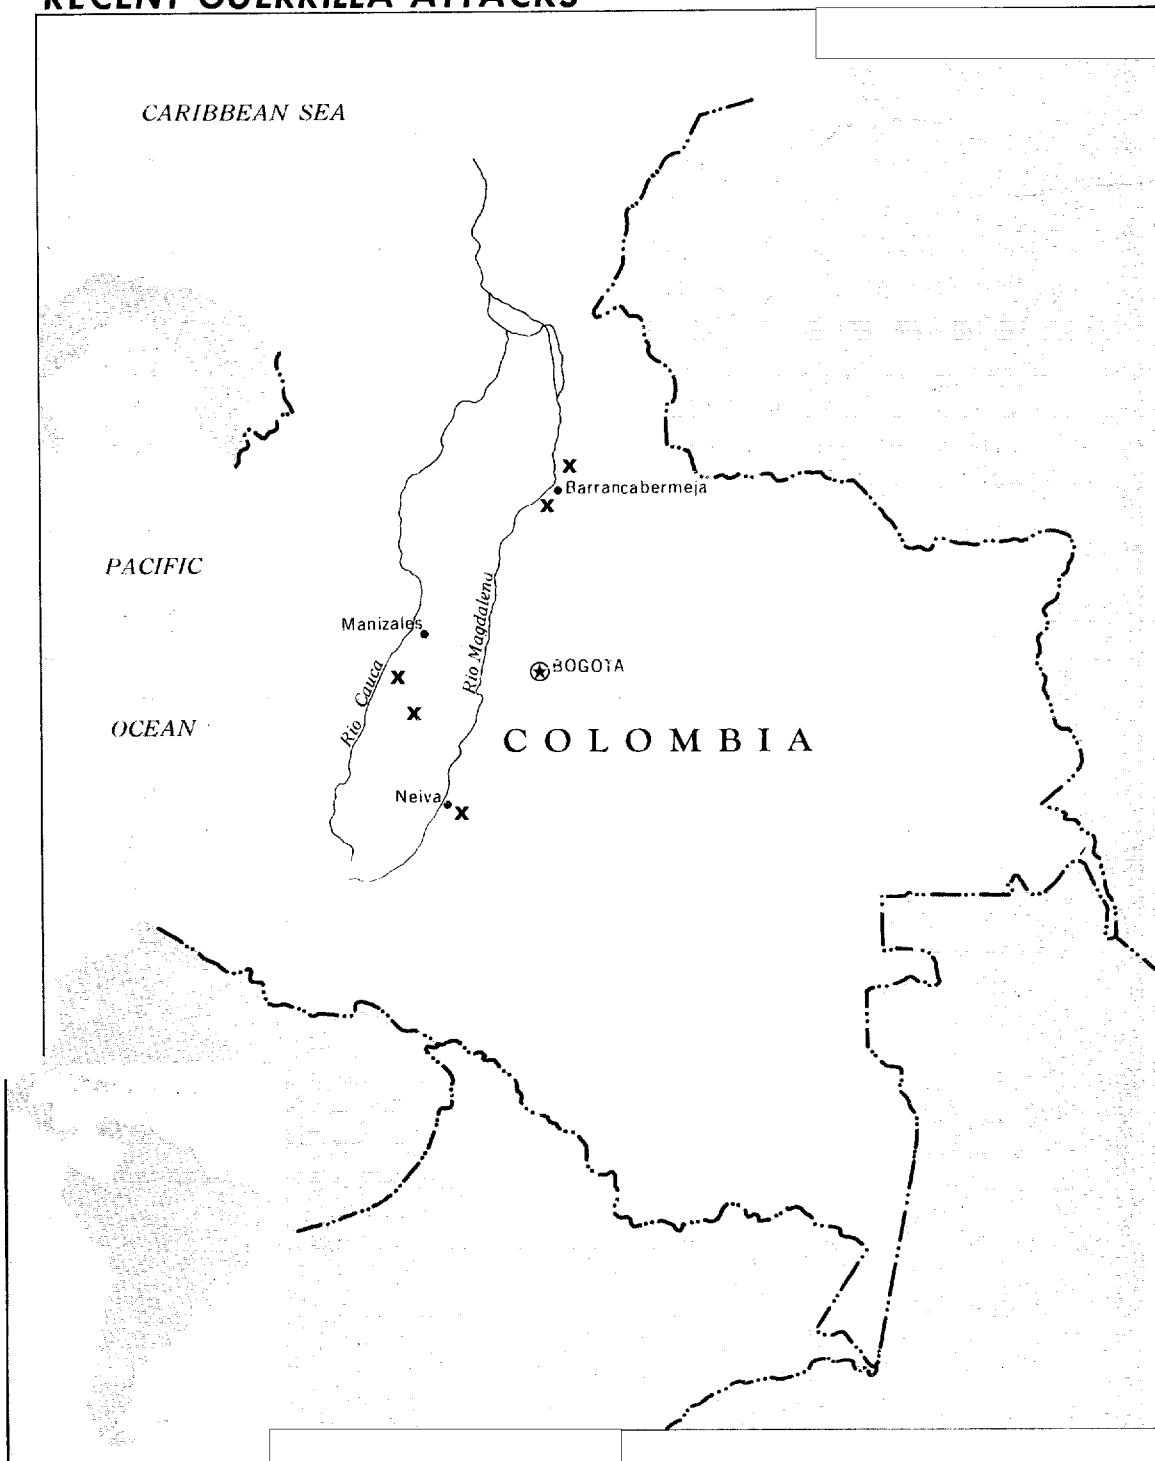 RECENT GUERRILLA ATTACKS
CARIBBEAN SEA
x
Barrancabermeja
x
PACIFIC
Rio Magdalena
Manizales
BOGOTA
Rio Cauca
x
x
OCEAN
COLOMBIA
Neiva
x